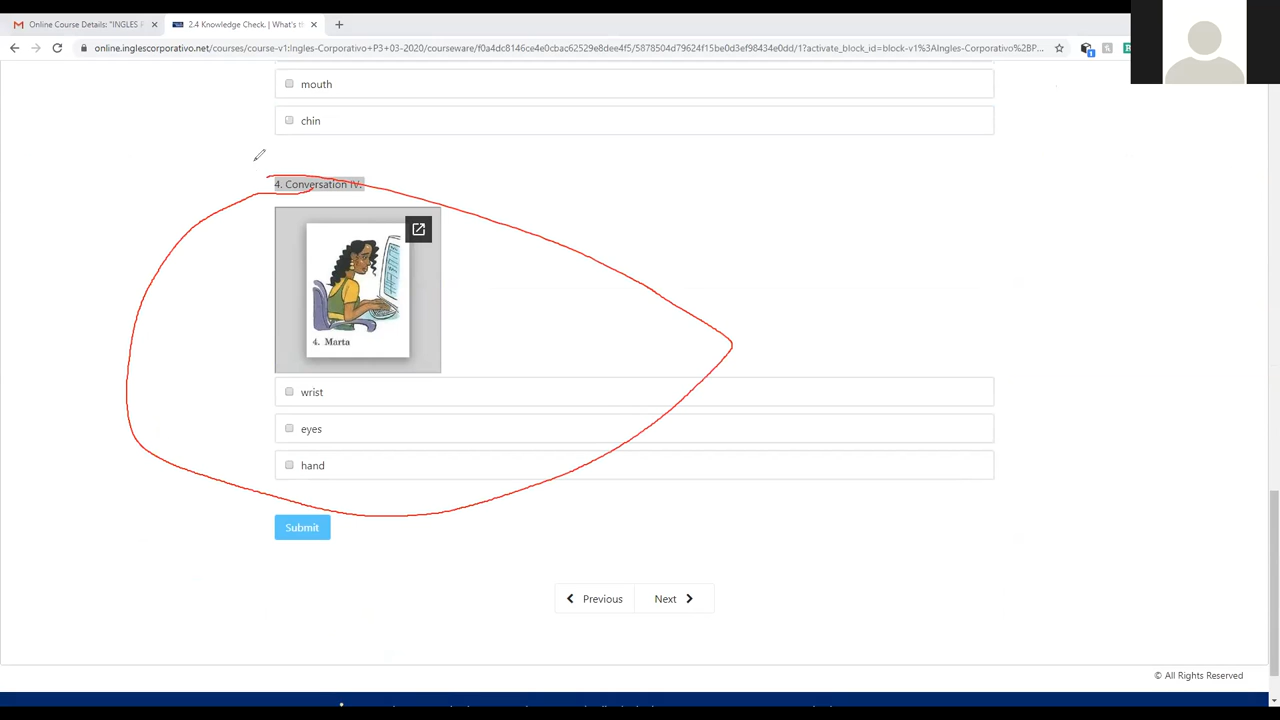 Online Course Details: "INGLES P
2.4 Knowledge Check. | What's th
online.inglescorporativo.net/courses/course-v1:Ingles-Corporativo+P3+03-2020/courseware/f0a4dc8146ce4e0cbac62529e8dee4f5/5878504d79624f15be0d3ef98434e0dd/1?activate_block_id=block-v1%3AIngles-Corporativo%2BP...
mouth
chin
4. Conversation IV.
4. Marta
wrist
eyes
hand
Submit
Previous
Next
© All Rights Reserved